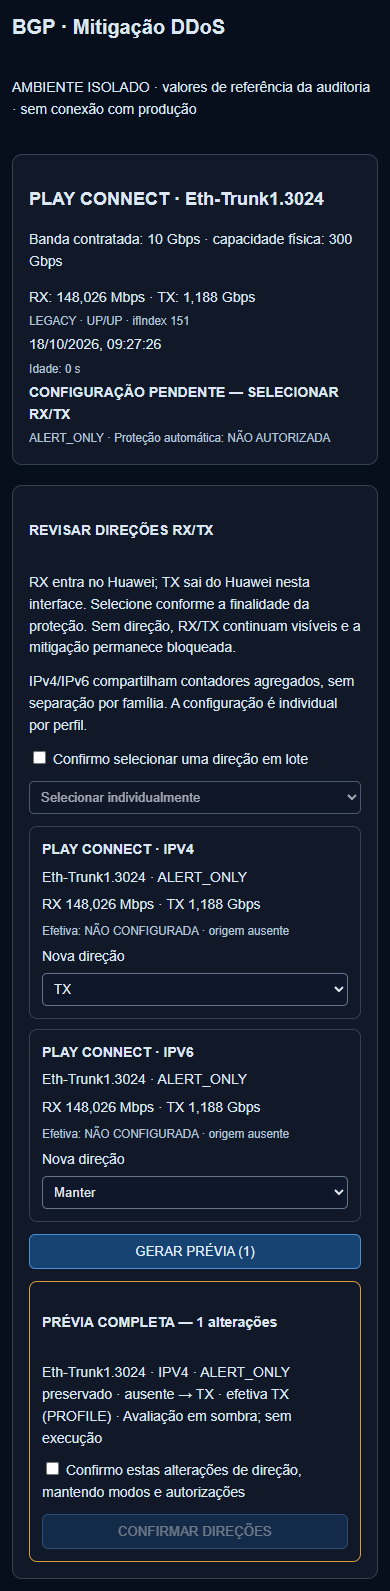 BGP · Mitigação DDoS
AMBIENTE ISOLADO · valores de referência da auditoria
· sem conexão com produção
PLAY CONNECT · Eth-Trunk1.3024
Banda contratada: 10 Gbps · capacidade física: 300
Gbps
RX: 148,026 Mbps · TX: 1,188 Gbps
LEGACY · UP/UP · ifIndex 151
18/10/2026, 09:27:26
Idade: 0 s
CONFIGURAÇÃO PENDENTE — SELECIONAR
RX/TX
ALERT_ONLY · Proteção automática: NÃO AUTORIZADA
REVISAR DIREÇÕES RX/TX
RX entra no Huawei; TX sai do Huawei nesta
interface. Selecione conforme a finalidade da
proteção. Sem direção, RX/TX continuam visíveis e a
mitigação permanece bloqueada.
IPv4/IPv6 compartilham contadores agregados, sem
separação por família. A configuração é individual
por perfil.
Confirmo selecionar uma direção em lote
Selecionar individualmente
PLAY CONNECT · IPV4
Eth-Trunk1.3024 · ALERT_ONLY
RX 148,026 Mbps · TX 1,188 Gbps
Efetiva: NÃO CONFIGURADA · origem ausente
Nova direção
TX
PLAY CONNECT · IPV6
Eth-Trunk1.3024 · ALERT_ONLY
RX 148,026 Mbps · TX 1,188 Gbps
Efetiva: NÃO CONFIGURADA · origem ausente
Nova direção
Manter
GERAR PRÉVIA (1)
PRÉVIA COMPLETA — 1 alterações
Eth-Trunk1.3024 · IPV4 · ALERT_ONLY
preservado · ausente → TX · efetiva TX
(PROFILE) · Avaliação em sombra; sem
execução
Confirmo estas alterações de direção,
mantendo modos e autorizações
CONFIRMAR DIREÇÕES